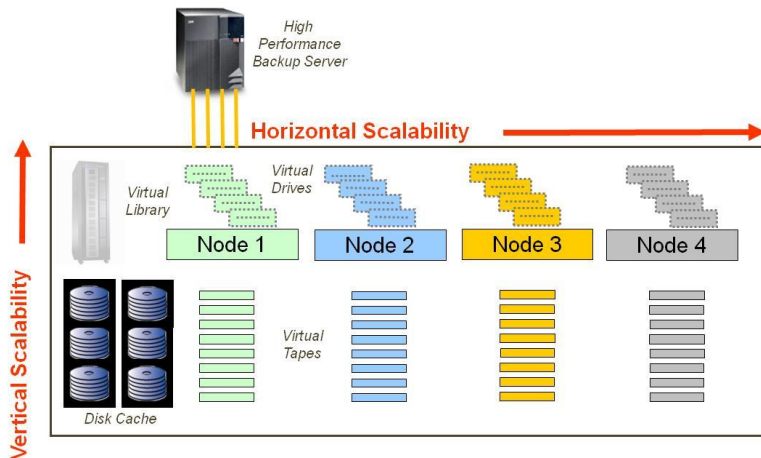 High
Performance
Backup Server
Horizontal Scalability
Vertical Scalability
Virtual
Library
Virtual
Drives
Node 1
Node 2
Node 3
Node 4
Virtual
Tapes
Disk Cache